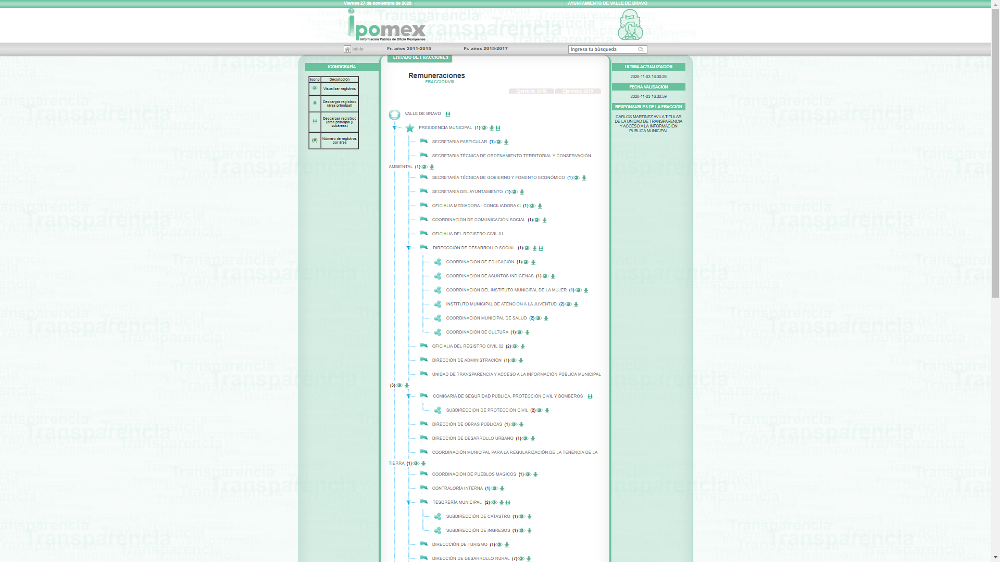 Viernes 27 de noviembre de 2020
AYUNTAMIENTO DE VALLE DE BRAVO
ipomex
Información Pública de Oficio Mexiquense
Inicio
Fr. años 2011-2015
Fr. años 2015-2017
Ingresa tu búsqueda
ICONOGRAFÍA
Icono Descripción
Visualizar registros
Descargar registros
(área principal)
Descargar registros
(área principal y
subáreas)
(#) Número de registros
por área
LISTADO DE FRACCIONES
Remuneraciones
FRACCIÓNVIII
Ejercicio: 2016 Ejercicio: 2015
VALLE DE BRAVO
PRESIDENCIA MUNICIPAL (1)
SECRETARIA PARTICULAR (1)
SECRETARIA TÉCNICA DE ORDENAMIENTO TERRITORIAL Y CONSERVACIÓN
AMBIENTAL (1)
SECRETARÍA TÉCNICA DE GOBIERNO Y FOMENTO ECONÓMICO (1)
SECRETARIA DEL AYUNTAMIENTO (1)
OFICIALIA MEDIADORA - CONCILIADORA 0I (1)
COORDINACIÓN DE COMUNICACIÓN SOCIAL (1)
OFICIALIA DEL REGISTRO CIVIL 01
DIRECCCIÓN DE DESARROLLO SOCIAL (1)
COORDINACIÓN DE EDUCACIÓN (1)
COORDINACIÓN DE ASUNTOS INDÍGENAS (1)
COORDINACIÓN DEL INSTITUTO MUNICIPAL DE LA MUJER (1)
INSTITUTO MUNICIPAL DE ATENCION A LA JUVENTUD (2)
COORDINACIÓN MUNICIPAL DE SALUD (2)
COORDINACIÓN DE CULTURA (1)
OFICIALIA DEL REGISTRO CIVIL 02 (2)
DIRECCIÓN DE ADMINISTRACIÓN (1)
UNIDAD DE TRANSPARENCIA Y ACCESO A LA INFORMACIÓN PÚBLICA MUNICIPAL
(3)
COMISARÍA DE SEGURIDAD PÚBLICA, PROTECCIÓN CIVIL Y BOMBEROS
SUBDIRECCION DE PROTECCIÓN CIVIL (2)
DIRECCIÓN DE OBRAS PÚBLICAS (1)
DIRECCION DE DESARROLLO URBANO (1)
COORDINACIÓN MUNICIPAL PARA LA REGULARIZACIÓN DE LA TENENCIA DE LA
TIERRA (1)
COORDINACIÓN DE PUEBLOS MAGICOS (1)
CONTRALORÍA INTERNA (1)
TESORERÍA MUNICIPAL (2)
SUBDIRECCIÓN DE CATASTRO (1)
SUBDIRECCIÓN DE INGRESOS (1)
DIRECCCIÓN DE TURISMO (1)
DIRECCIÓN DE DESARROLLO RURAL (7)
ULTIMA ACTUALIZACIÓN
2020-11-03 16:30:26
FECHA VALIDACIÓN
2020-11-03 16:30:59
RESPONSABLES DE LA FRACCIÓN
CARLOS MARTINEZ AVILA TITULAR
DE LA UNIDAD DE TRANSPARENCIA
Y ACCESO A LA INFORMACIÓN
PÚBLICA MUNICIPAL